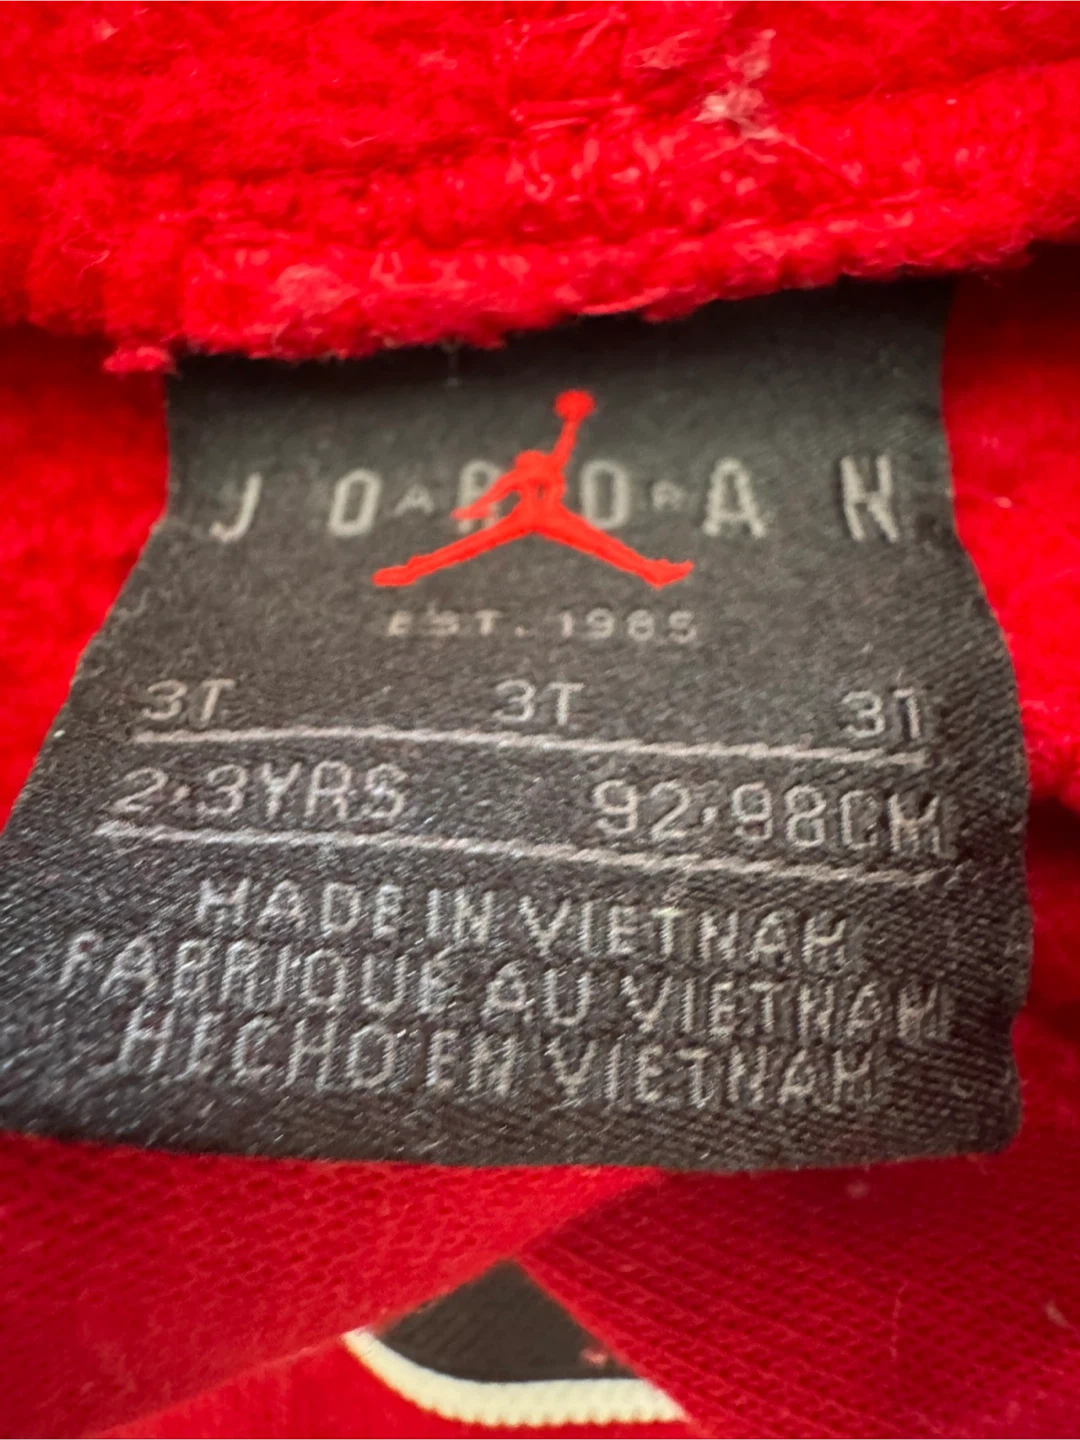 JORDAN
EST. 1985
3T 3T 3T
2-3YRS 92-98CM
MADE IN VIETNAM
FABRIQUÉ AU VIETNAM
HECHO EN VIETNAM